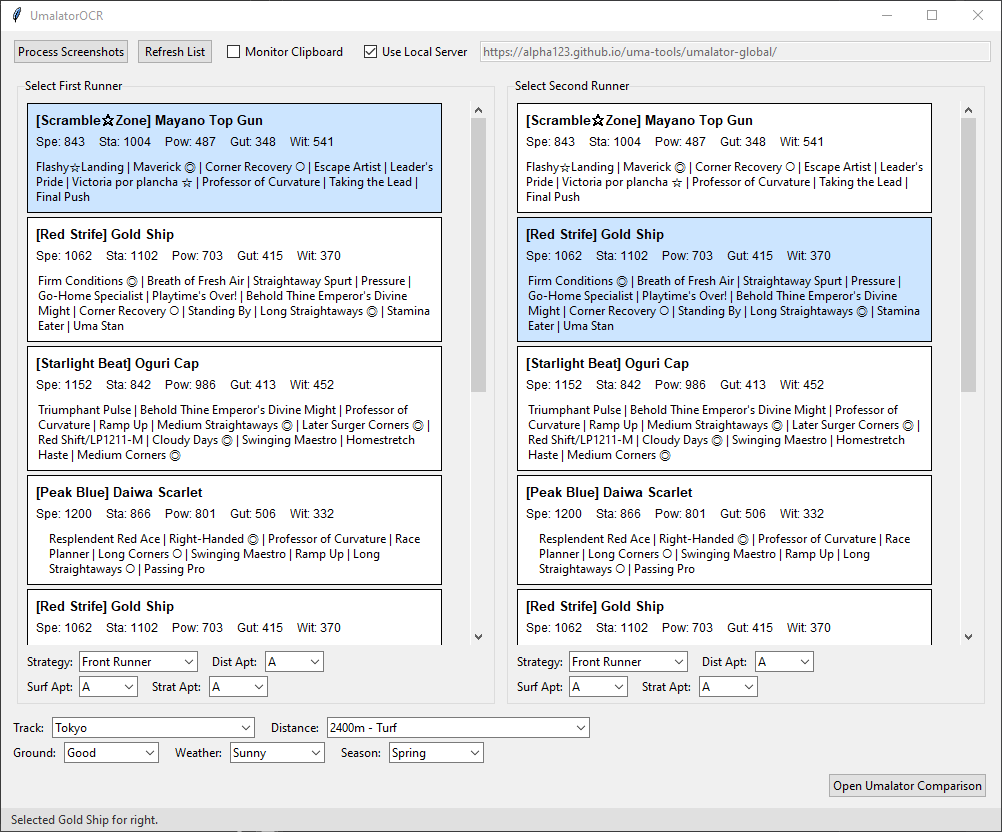 UmalatorOCR
Process Screenshots Refresh List Monitor Clipboard Use Local Server https://alpha123.github.io/uma-tools/umalator-global/
Select First Runner
[Scramble☆Zone] Mayano Top Gun
Spe: 843 Sta: 1004 Pow: 487 Gut: 348 Wit: 541
Flashy☆Landing | Maverick ◎ | Corner Recovery ○ | Escape Artist | Leader's
Pride | Victoria por plancha ☆ | Professor of Curvature | Taking the Lead |
Final Push
[Red Strife] Gold Ship
Spe: 1062 Sta: 1102 Pow: 703 Gut: 415 Wit: 370
Firm Conditions ◎ | Breath of Fresh Air | Straightaway Spurt | Pressure |
Go-Home Specialist | Playtime's Over! | Behold Thine Emperor's Divine
Might | Corner Recovery ○ | Standing By | Long Straightaways ◎ | Stamina
Eater | Uma Stan
[Starlight Beat] Oguri Cap
Spe: 1152 Sta: 842 Pow: 986 Gut: 413 Wit: 452
Triumphant Pulse | Behold Thine Emperor's Divine Might | Professor of
Curvature | Ramp Up | Medium Straightaways ◎ | Later Surger Corners ◎ |
Red Shift/LP1211-M | Cloudy Days ◎ | Swinging Maestro | Homestretch
Haste | Medium Corners ◎
[Peak Blue] Daiwa Scarlet
Spe: 1200 Sta: 866 Pow: 801 Gut: 506 Wit: 332
Resplendent Red Ace | Right-Handed ◎ | Professor of Curvature | Race
Planner | Long Corners ○ | Swinging Maestro | Ramp Up | Long
Straightaways ○ | Passing Pro
[Red Strife] Gold Ship
Spe: 1062 Sta: 1102 Pow: 703 Gut: 415 Wit: 370
Strategy: Front Runner Dist Apt: A
Surf Apt: A Strat Apt: A
Select Second Runner
[Scramble☆Zone] Mayano Top Gun
Spe: 843 Sta: 1004 Pow: 487 Gut: 348 Wit: 541
Flashy☆Landing | Maverick ◎ | Corner Recovery ○ | Escape Artist | Leader's
Pride | Victoria por plancha ☆ | Professor of Curvature | Taking the Lead |
Final Push
[Red Strife] Gold Ship
Spe: 1062 Sta: 1102 Pow: 703 Gut: 415 Wit: 370
Firm Conditions ◎ | Breath of Fresh Air | Straightaway Spurt | Pressure |
Go-Home Specialist | Playtime's Over! | Behold Thine Emperor's Divine
Might | Corner Recovery ○ | Standing By | Long Straightaways ◎ | Stamina
Eater | Uma Stan
[Starlight Beat] Oguri Cap
Spe: 1152 Sta: 842 Pow: 986 Gut: 413 Wit: 452
Triumphant Pulse | Behold Thine Emperor's Divine Might | Professor of
Curvature | Ramp Up | Medium Straightaways ◎ | Later Surger Corners ◎ |
Red Shift/LP1211-M | Cloudy Days ◎ | Swinging Maestro | Homestretch
Haste | Medium Corners ◎
[Peak Blue] Daiwa Scarlet
Spe: 1200 Sta: 866 Pow: 801 Gut: 506 Wit: 332
Resplendent Red Ace | Right-Handed ◎ | Professor of Curvature | Race
Planner | Long Corners ○ | Swinging Maestro | Ramp Up | Long
Straightaways ○ | Passing Pro
[Red Strife] Gold Ship
Spe: 1062 Sta: 1102 Pow: 703 Gut: 415 Wit: 370
Strategy: Front Runner Dist Apt: A
Surf Apt: A Strat Apt: A
Track: Tokyo Distance: 2400m - Turf
Ground: Good Weather: Sunny Season: Spring
Open Umalator Comparison
Selected Gold Ship for right.